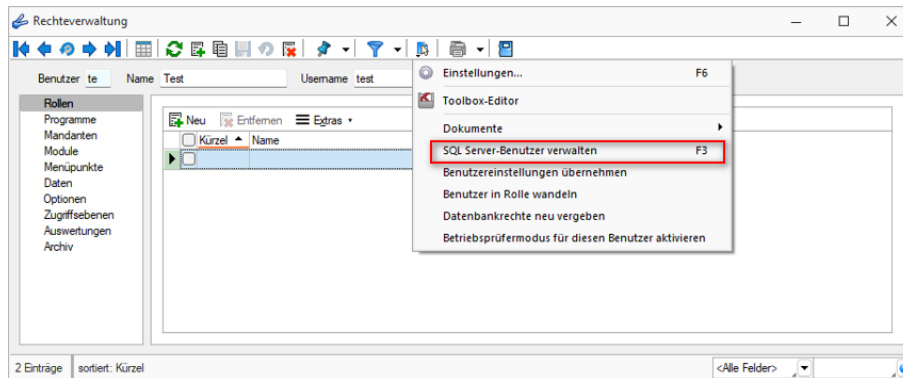 Rechteverwaltung
Benutzer te Name Test Username test
Einstellungen... F6
Toolbox-Editor
Dokumente
SQL Server-Benutzer verwalten F3
Benutzereinstellungen übernehmen
Benutzer in Rolle wandeln
Datenbankrechte neu vergeben
Betriebsprüfermodus für diesen Benutzer aktivieren
Rollen
Programme
Mandanten
Module
Menüpunkte
Daten
Optionen
Zugriffsebenen
Auswertungen
Archiv
Neu Entfernen Extras
Kürzel Name
2 Einträge sortiert: Kürzel <Alle Felder>